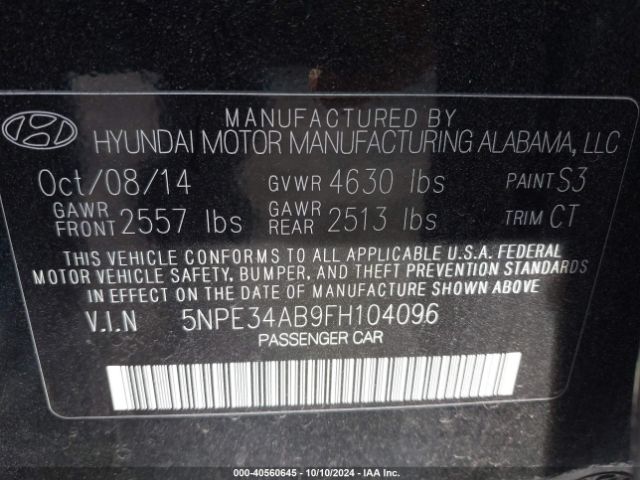 MANUFACTURED BY
HYUNDAI MOTOR MANUFACTURING ALABAMA, LLC
Oct/08/14 GVWR 4630 lbs PAINT S3
GAWR FRONT 2557 lbs GAWR REAR 2513 lbs TRIM CT
THIS VEHICLE CONFORMS TO ALL APPLICABLE U.S.A. FEDERAL
MOTOR VEHICLE SAFETY, BUMPER, AND THEFT PREVENTION STANDARDS
IN EFFECT ON THE DATE OF MANUFACTURE SHOWN ABOVE.
V.I.N 5NPE34AB9FH104096
PASSENGER CAR
000-40560645 - 10/10/2024 - IAA Inc.